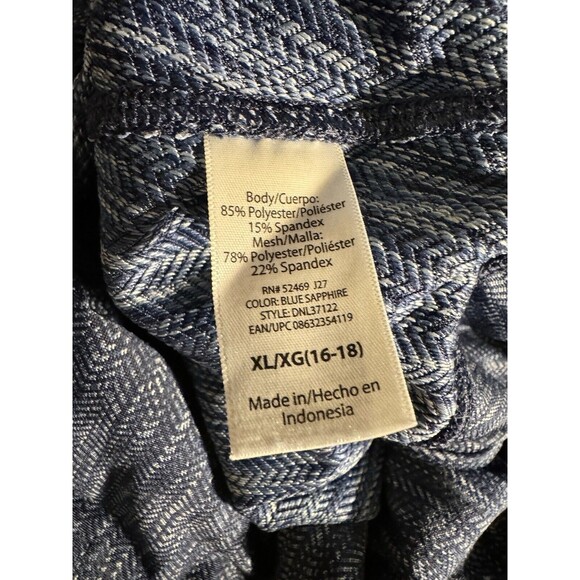 Body/Cuerpo:
85% Polyester/Poliéster
15% Spandex
Mesh/Malla:
78% Polyester/Poliéster
22% Spandex
RN# 52469 J27
COLOR: BLUE SAPPHIRE
STYLE: DNL37122
EAN/UPC 08632354119
XL/XG(16-18)
Made in/Hecho en
Indonesia